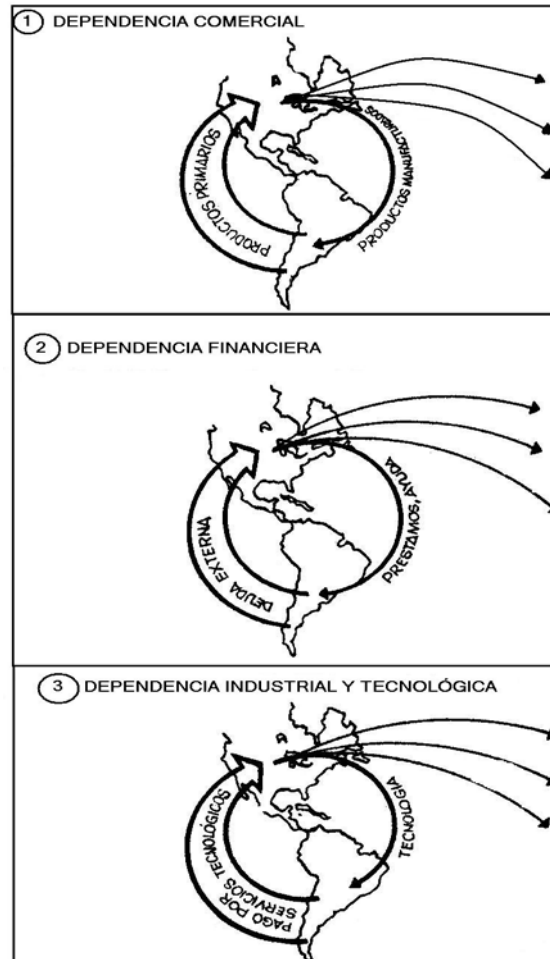 1 DEPENDENCIA COMERCIAL
PRODUCTOS PRIMARIOS
PRODUCTOS MANUFACTURADOS
2 DEPENDENCIA FINANCIERA
DEUDA EXTERNA
PRESTAMOS, AYUDA
3 DEPENDENCIA INDUSTRIAL Y TECNOLÓGICA
PAGO POR
SERVICIOS TECNOLÓGICOS
TECNOLOGIA